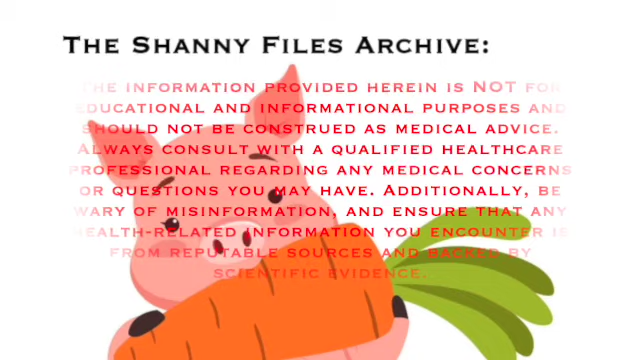 The Shanny Files Archive:
The information provided herein is NOT for
educational and informational purposes and
should not be construed as medical advice.
Always consult with a qualified healthcare
professional regarding any medical concerns
or questions you may have. Additionally, be
wary of misinformation, and ensure that any
health-related information you encounter is
from reputable sources and backed by
scientific evidence.